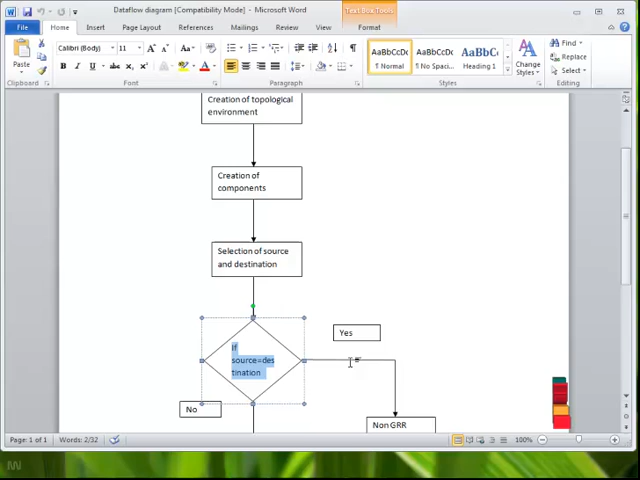 Dataflow diagram [Compatibility Mode] - Microsoft Word
Text Box Tools
File Home Insert Page Layout References Mailings Review View Format
Paste
Calibri (Body) 11
AaBbCcDc AaBbCcDc AaBbC
¶ Normal ¶ No Spaci...
Change
Styles
Find
Replace
Select
Clipboard Font Paragraph Styles Editing
Creation of topological
environment
Creation of
components
Selection of source
and destination
Yes
If
source=des
tination
No
Non GRR
Page: 1 of 1 Words: 2/32 100%